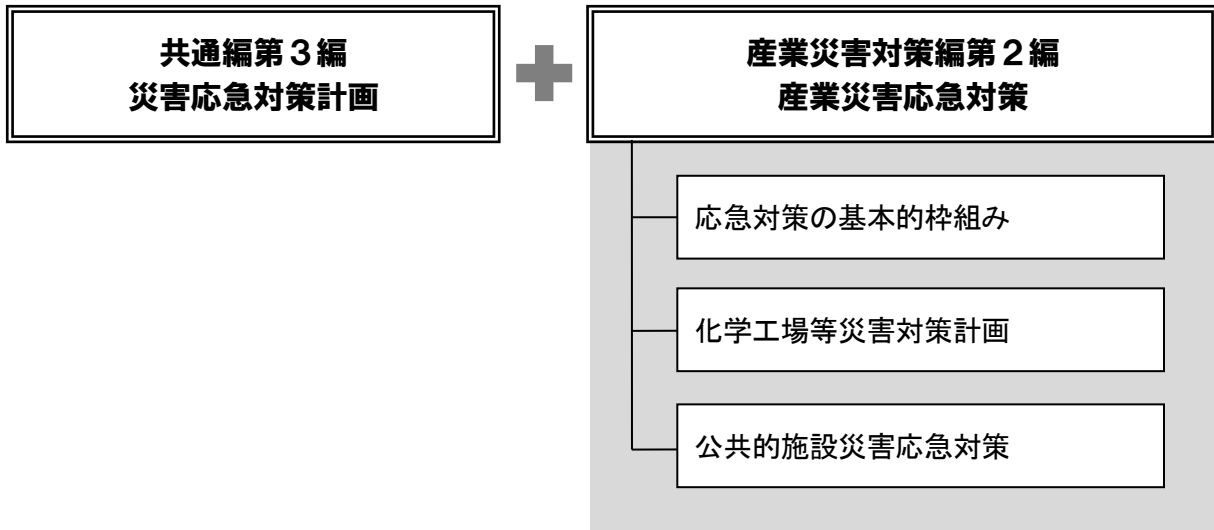 共通編第３編
災害応急対策計画
産業災害対策編第２編
産業災害応急対策
応急対策の基本的枠組み
化学工場等災害対策計画
公共的施設災害応急対策